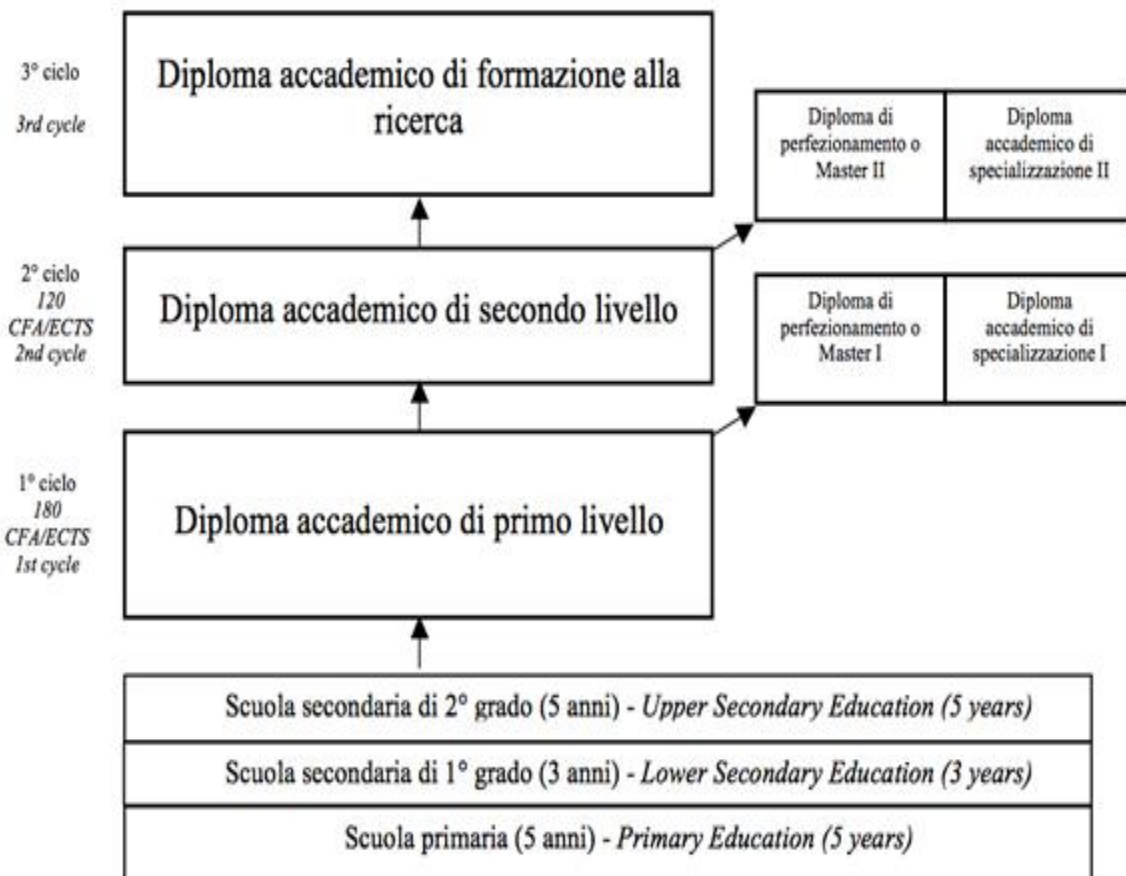 3° ciclo
3rd cycle
Diploma accademico di formazione alla
ricerca
Diploma di
perfezionamento o
Master II
Diploma
accademico di
specializzazione II
2° ciclo
120
CFA/ECTS
2nd cycle
Diploma accademico di secondo livello
Diploma di
perfezionamento o
Master I
Diploma
accademico di
specializzazione I
1° ciclo
180
CFA/ECTS
1st cycle
Diploma accademico di primo livello
Scuola secondaria di 2° grado (5 anni) - Upper Secondary Education (5 years)
Scuola secondaria di 1° grado (3 anni) - Lower Secondary Education (3 years)
Scuola primaria (5 anni) - Primary Education (5 years)